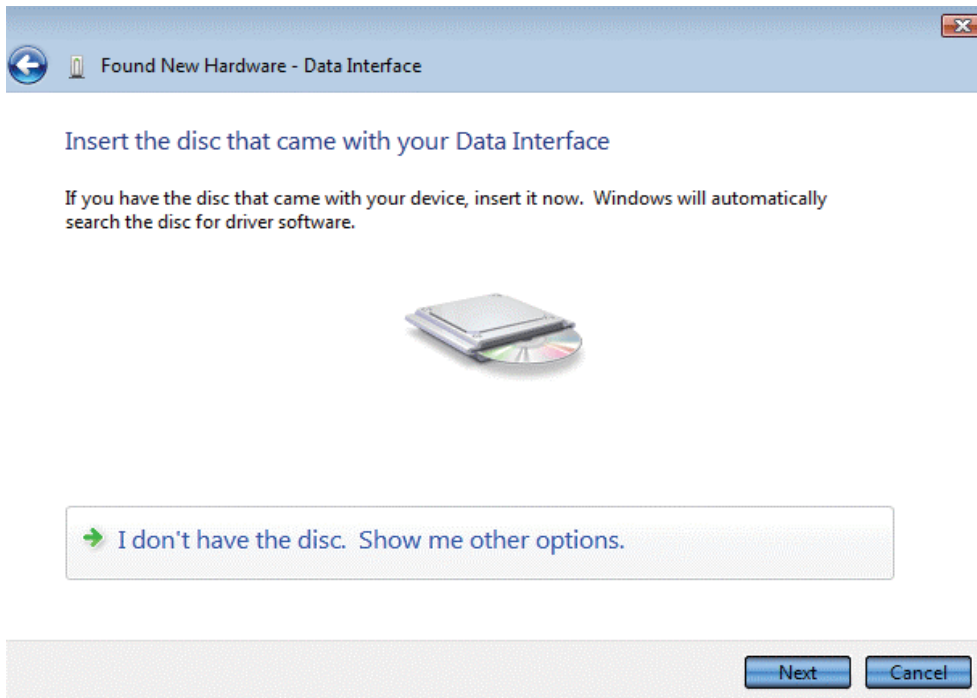 Found New Hardware - Data Interface
Insert the disc that came with your Data Interface
If you have the disc that came with your device, insert it now.  Windows will automatically
search the disc for driver software.
I don't have the disc.  Show me other options.
Next
Cancel